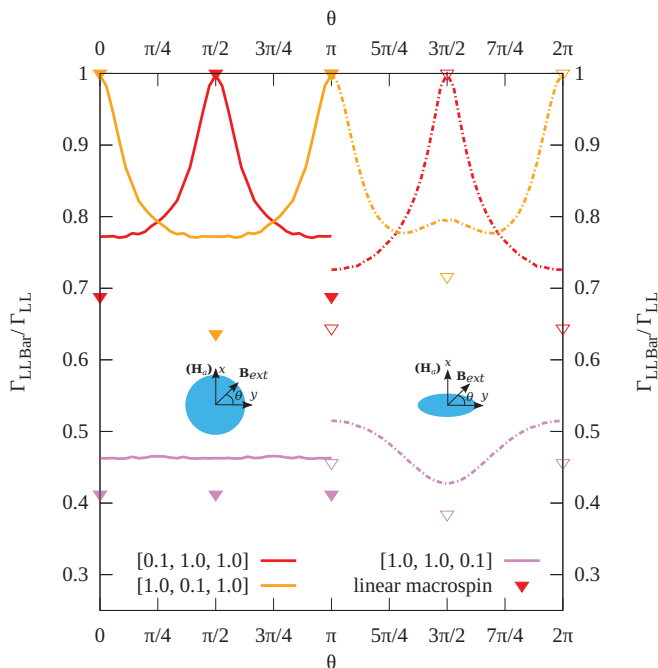 θ
0 π/4 π/2 3π/4 π 5π/4 3π/2 7π/4 2π
1 1
0.9 0.9
0.8 0.8
0.7 0.7
0.6 0.6
0.5 0.5
0.4 0.4
0.3 0.3
Γ_LLBar / Γ_LL
Γ_LLBar / Γ_LL
(H_a) x
B_ext
θ y
(H_a) x
B_ext
θ y
[0.1, 1.0, 1.0]
[1.0, 0.1, 1.0]
[1.0, 1.0, 0.1]
linear macrospin
0 π/4 π/2 3π/4 π 5π/4 3π/2 7π/4 2π
θ